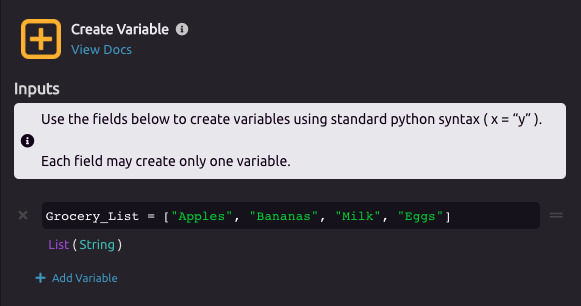 Create Variable
View Docs
Inputs
Use the fields below to create variables using standard python syntax ( x = “y” ).
Each field may create only one variable.
Grocery_List = ["Apples", "Bananas", "Milk", "Eggs"]
List ( String )
+ Add Variable